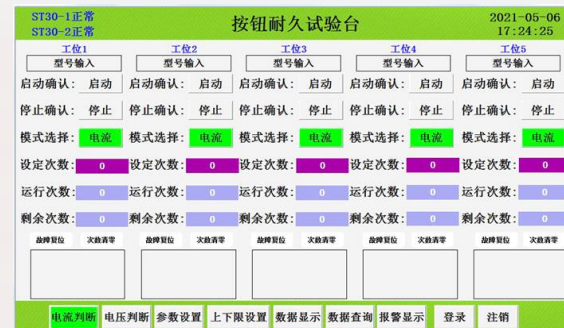 ST30-1正常
ST30-2正常
按钮耐久试验台
2021-05-06
17:24:25
工位1 工位2 工位3 工位4 工位5
型号输入 型号输入 型号输入 型号输入 型号输入
启动确认: 启动 启动确认: 启动 启动确认: 启动 启动确认: 启动 启动确认: 启动
停止确认: 停止 停止确认: 停止 停止确认: 停止 停止确认: 停止 停止确认: 停止
模式选择: 电流 模式选择: 电流 模式选择: 电流 模式选择: 电流 模式选择: 电流
设定次数: 0 设定次数: 0 设定次数: 0 设定次数: 0 设定次数: 0
运行次数: 0 运行次数: 0 运行次数: 0 运行次数: 0 运行次数: 0
剩余次数: 0 剩余次数: 0 剩余次数: 0 剩余次数: 0 剩余次数: 0
故障复位 次数清零 故障复位 次数清零 故障复位 次数清零 故障复位 次数清零 故障复位 次数清零
电流判断 电压判断 参数设置 上下限设置 数据显示 数据查询 报警显示 登录 注销